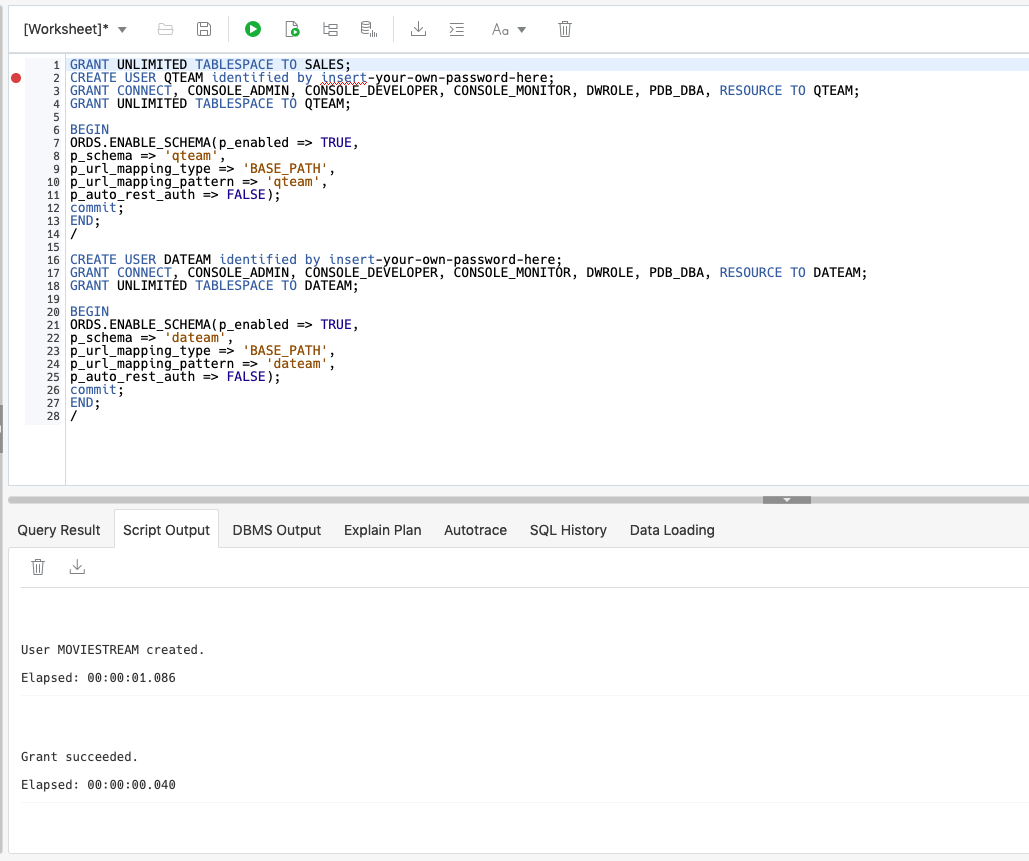 [Worksheet]*
Aa
1 GRANT UNLIMITED TABLESPACE TO SALES;
2 CREATE USER QTEAM identified by insert-your-own-password-here;
3 GRANT CONNECT, CONSOLE_ADMIN, CONSOLE_DEVELOPER, CONSOLE_MONITOR, DWROLE, PDB_DBA, RESOURCE TO QTEAM;
4 GRANT UNLIMITED TABLESPACE TO QTEAM;
5
6 BEGIN
7 ORDS.ENABLE_SCHEMA(p_enabled => TRUE,
8 p_schema => 'qteam',
9 p_url_mapping_type => 'BASE_PATH',
10 p_url_mapping_pattern => 'qteam',
11 p_auto_rest_auth => FALSE);
12 commit;
13 END;
14 /
15
16 CREATE USER DATEAM identified by insert-your-own-password-here;
17 GRANT CONNECT, CONSOLE_ADMIN, CONSOLE_DEVELOPER, CONSOLE_MONITOR, DWROLE, PDB_DBA, RESOURCE TO DATEAM;
18 GRANT UNLIMITED TABLESPACE TO DATEAM;
19
20 BEGIN
21 ORDS.ENABLE_SCHEMA(p_enabled => TRUE,
22 p_schema => 'dateam',
23 p_url_mapping_type => 'BASE_PATH',
24 p_url_mapping_pattern => 'dateam',
25 p_auto_rest_auth => FALSE);
26 commit;
27 END;
28 /
Query Result Script Output DBMS Output Explain Plan Autotrace SQL History Data Loading
User MOVIESTREAM created.
Elapsed: 00:00:01.086
Grant succeeded.
Elapsed: 00:00:00.040